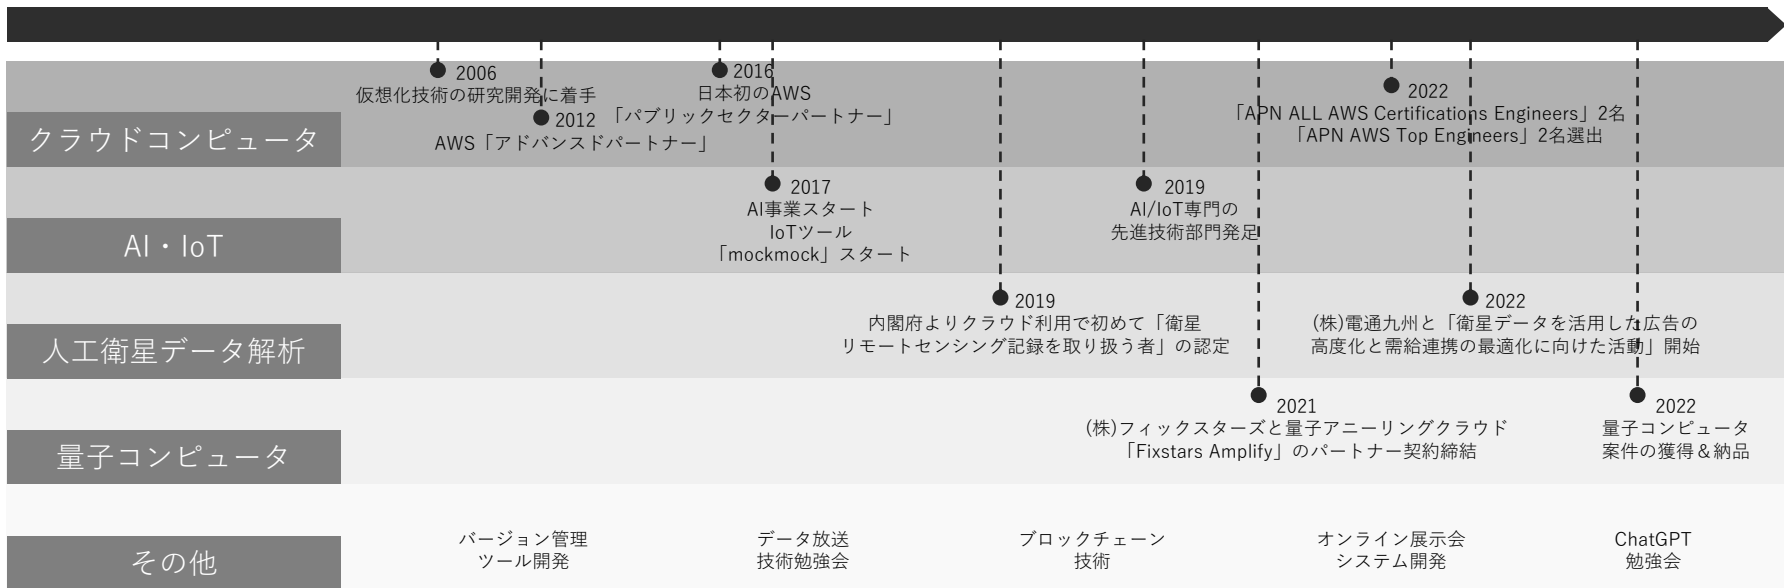 クラウドコンピュータ
2006
仮想化技術の研究開発に着手
2012
AWS「アドバンスドパートナー」
2016
日本初のAWS
「パブリックセクターパートナー」
2022
「APN ALL AWS Certifications Engineers」2名
「APN AWS Top Engineers」2名選出
AI・IoT
2017
AI事業スタート
IoTツール
「mockmock」スタート
2019
AI/IoT専門の
先進技術部門発足
人工衛星データ解析
2019
内閣府よりクラウド利用で初めて「衛星
リモートセンシング記録を取り扱う者」の認定
2022
(株)電通九州と「衛星データを活用した広告の
高度化と需給連携の最適化に向けた活動」開始
量子コンピュータ
2021
(株)フィックスターズと量子アニーリングクラウド
「Fixstars Amplify」のパートナー契約締結
2022
量子コンピュータ
案件の獲得＆納品
その他
バージョン管理
ツール開発
データ放送
技術勉強会
ブロックチェーン
技術
オンライン展示会
システム開発
ChatGPT
勉強会